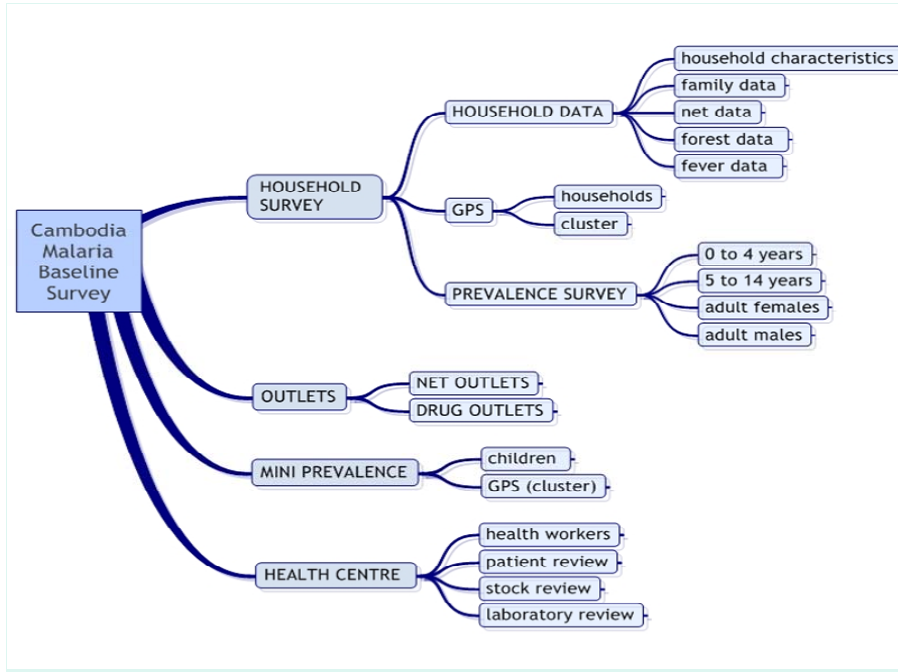 Cambodia
Malaria
Baseline
Survey
HOUSEHOLD
SURVEY
HOUSEHOLD DATA
household characteristics
family data
net data
forest data
fever data
GPS
households
cluster
PREVALENCE SURVEY
0 to 4 years
5 to 14 years
adult females
adult males
OUTLETS
NET OUTLETS
DRUG OUTLETS
MINI PREVALENCE
children
GPS (cluster)
HEALTH CENTRE
health workers
patient review
stock review
laboratory review